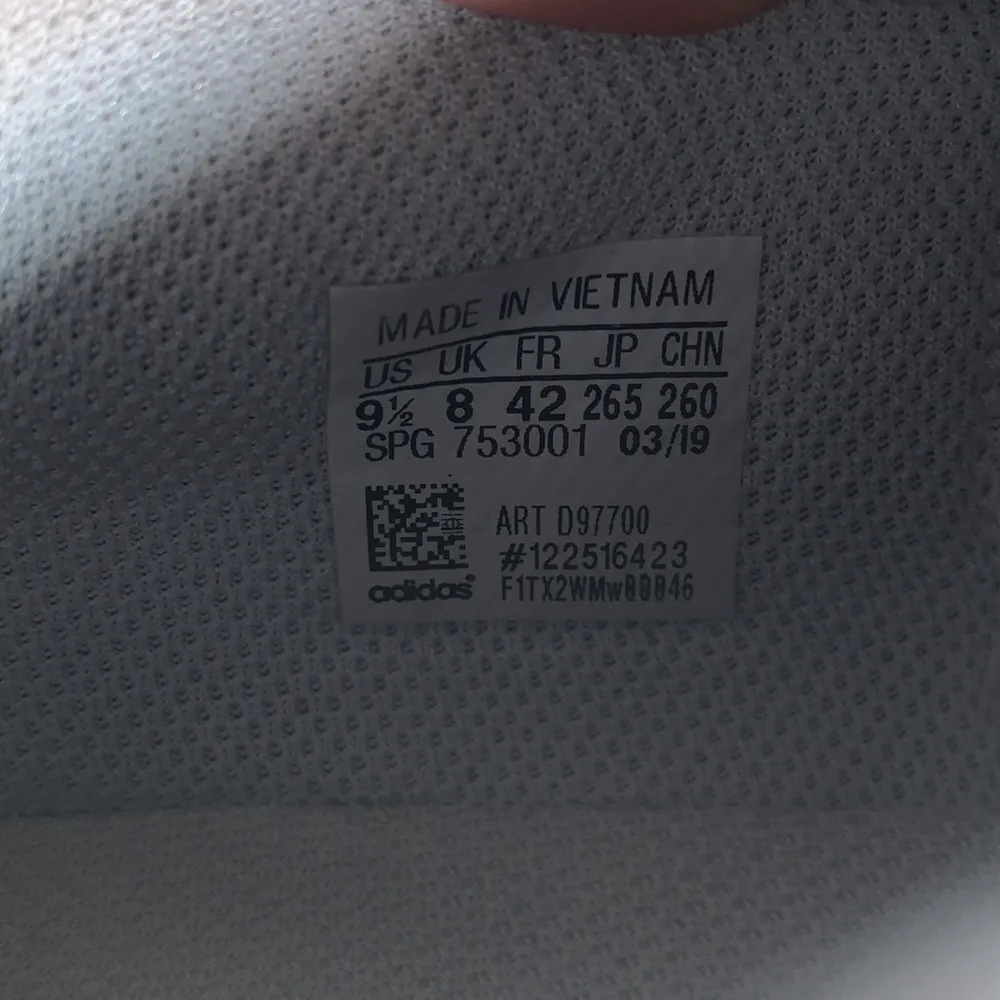 MADE IN VIETNAM
US UK FR JP CHN
9½ 8 42 265 260
SPG 753001 03/19
ART D97700
#122516423
adidas